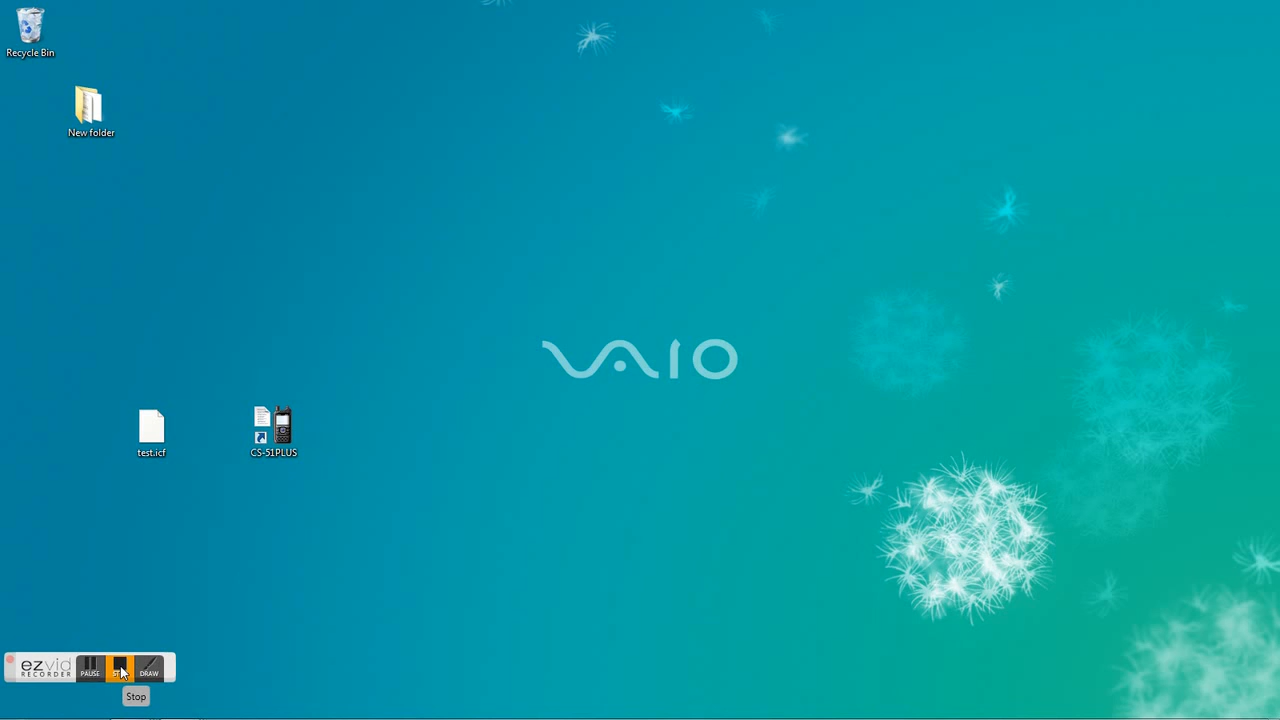 Recycle Bin
New folder
VAIO
test.icf
CS-51PLUS
ezvid
RECORDER
PAUSE
DRAW
Stop